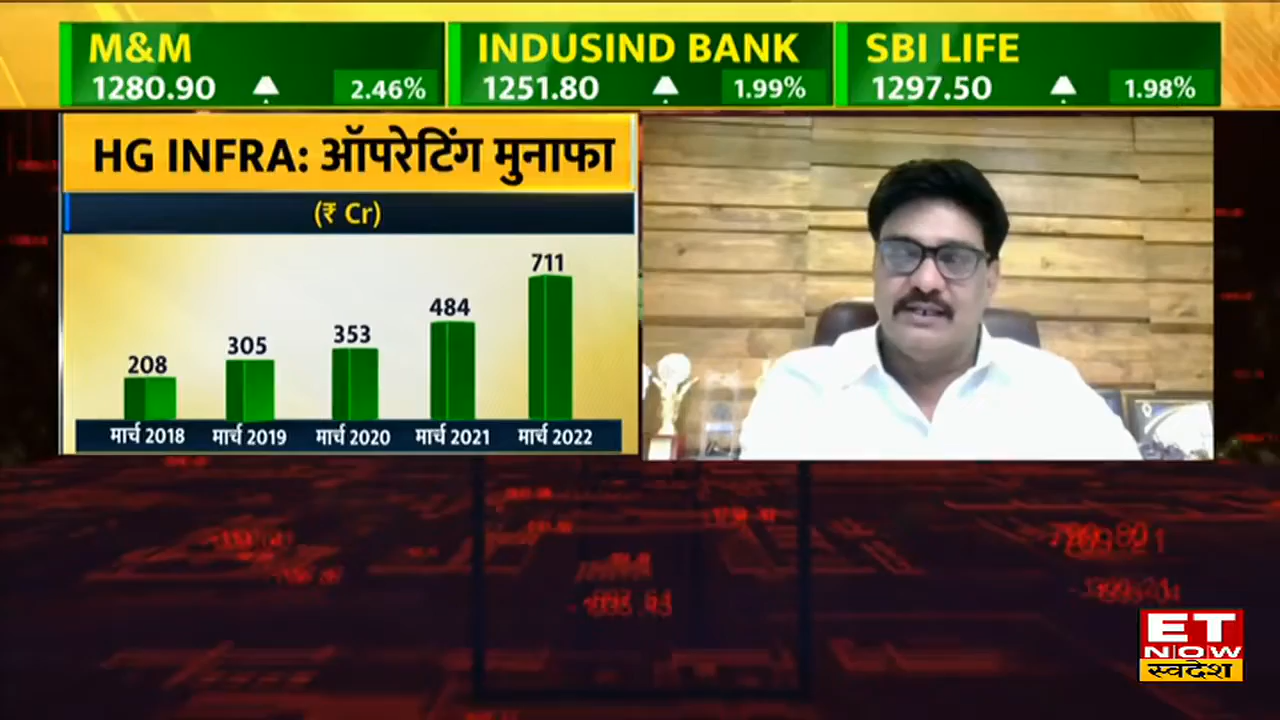 M&M
1280.90 2.46%
INDUSIND BANK
1251.80 1.99%
SBI LIFE
1297.50 1.98%
HG INFRA: ऑपरेटिंग मुनाफा
(₹ Cr)
208 305 353 484 711
मार्च 2018 मार्च 2019 मार्च 2020 मार्च 2021 मार्च 2022
ET
NOW
स्वदेश